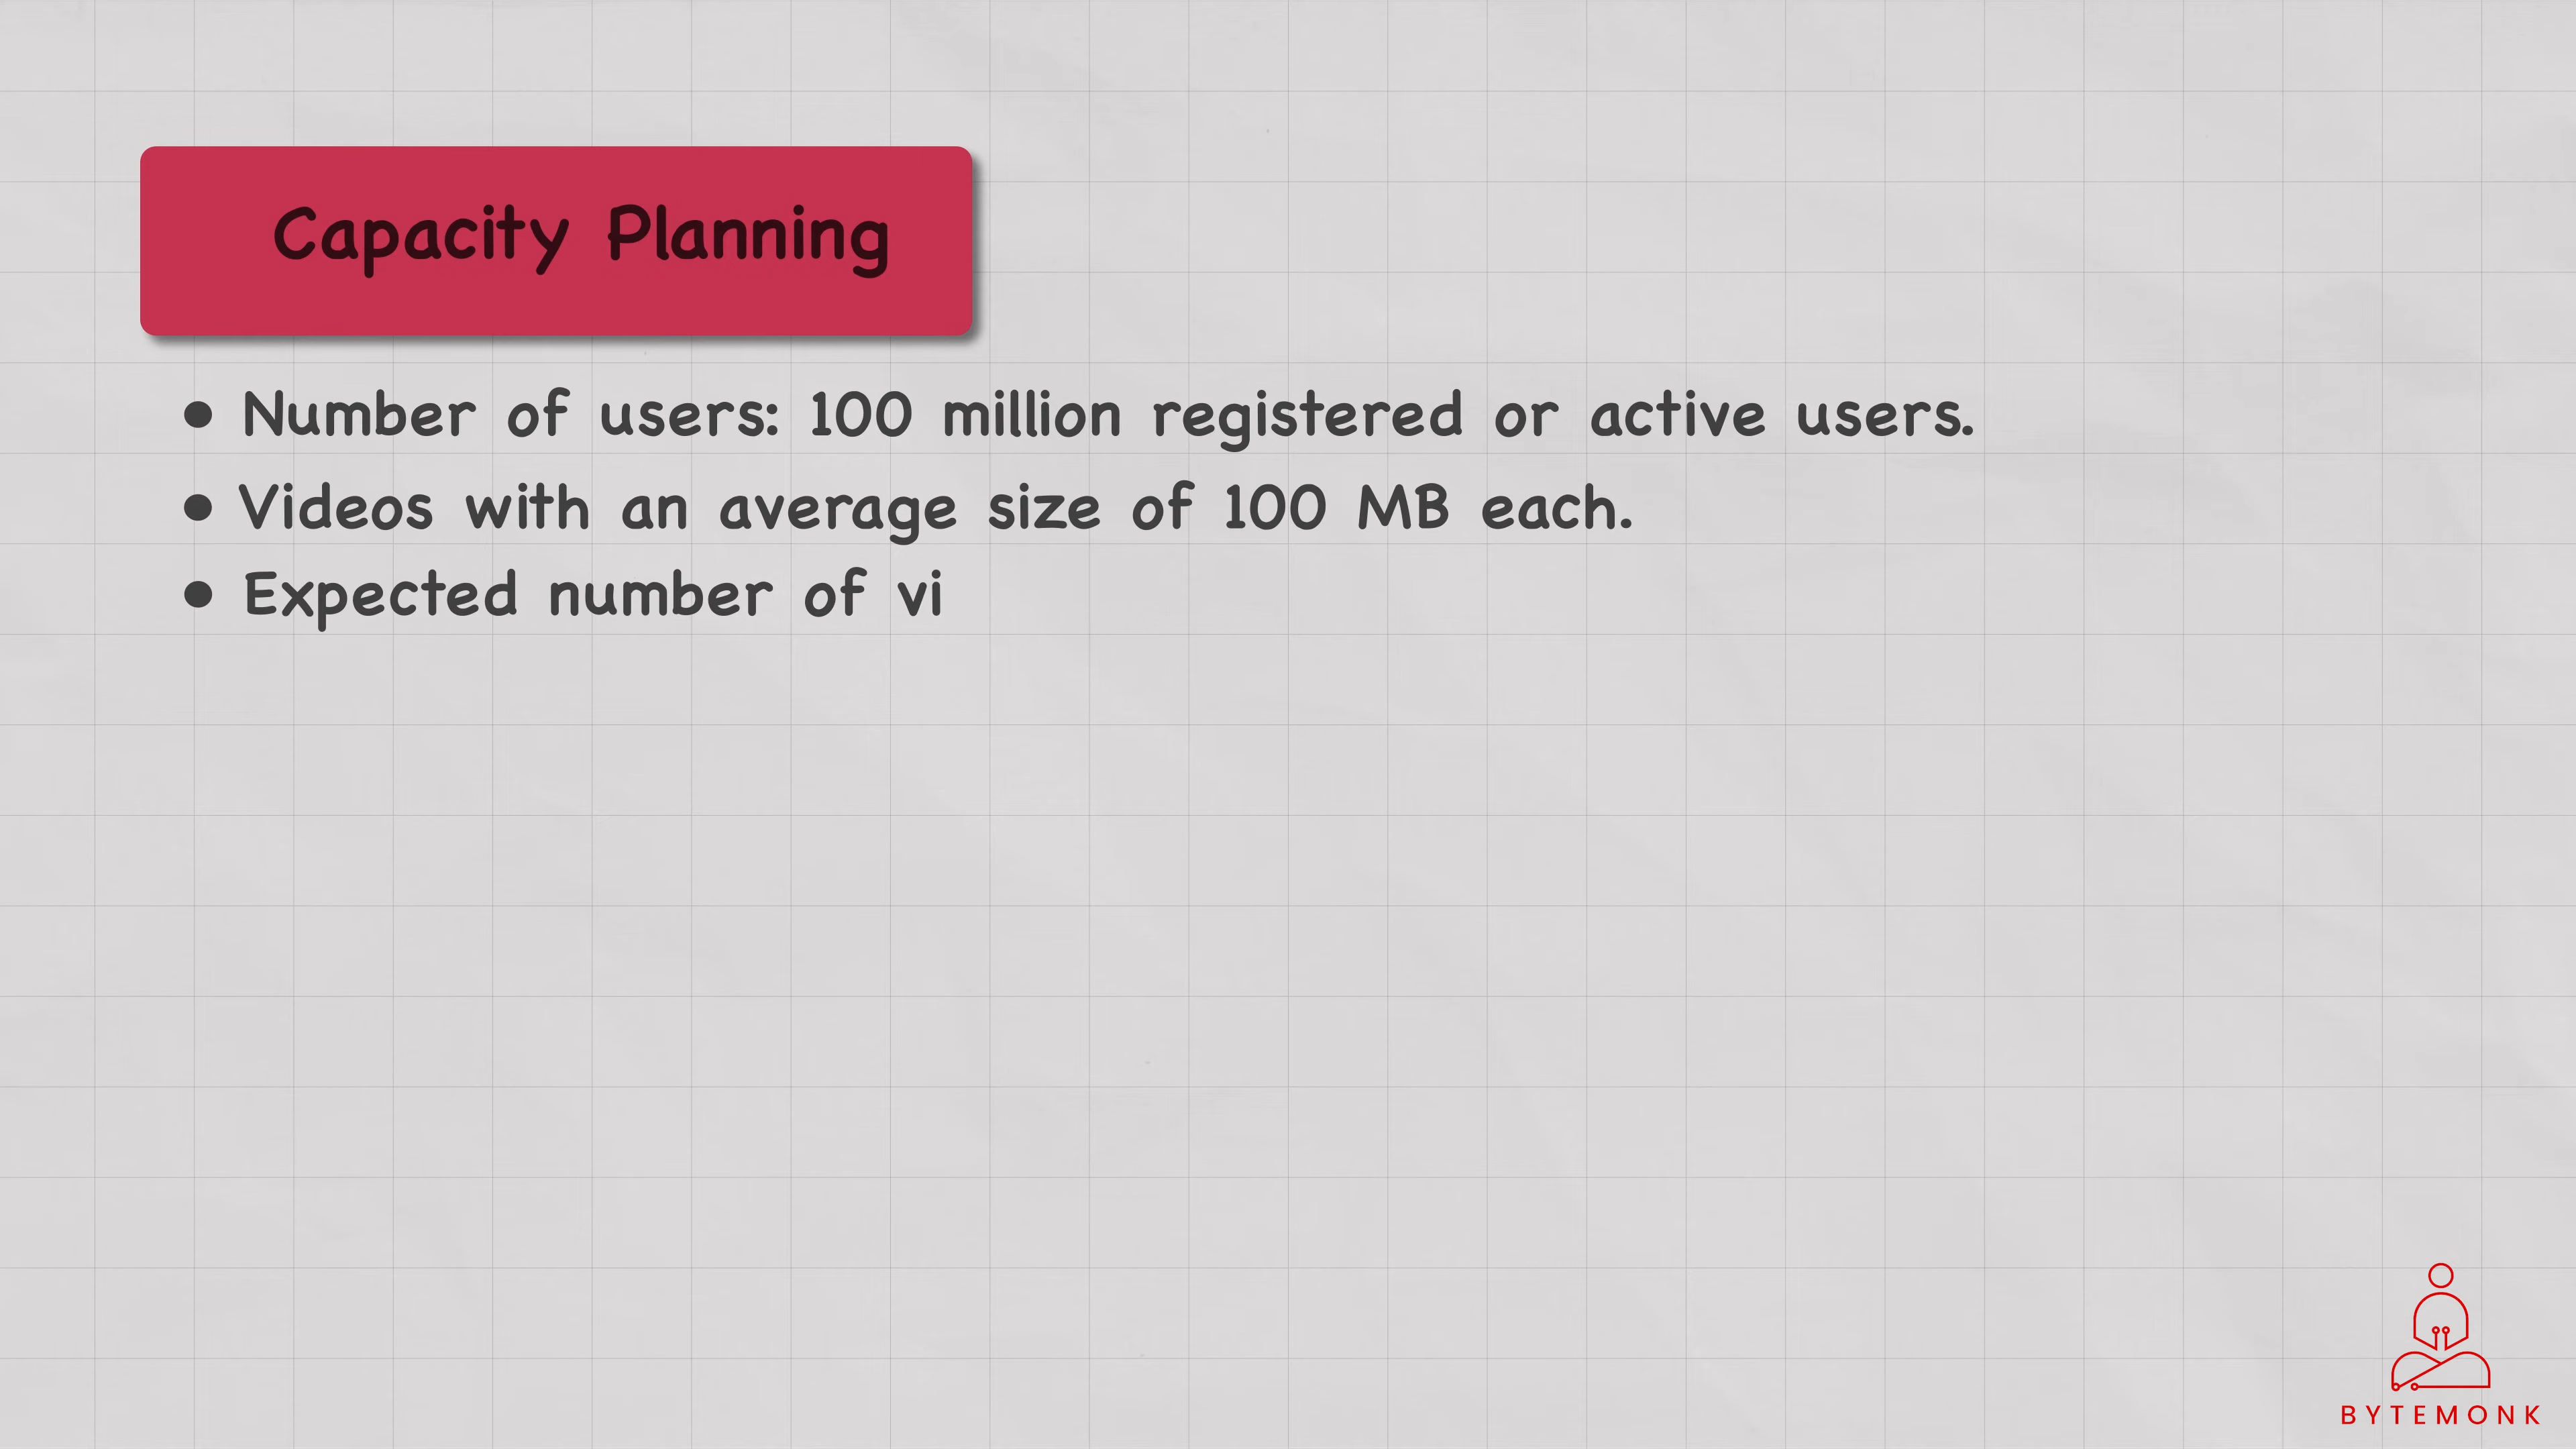 Capacity Planning
• Number of users: 100 million registered or active users.
• Videos with an average size of 100 MB each.
• Expected number of vi
BYTEMONK